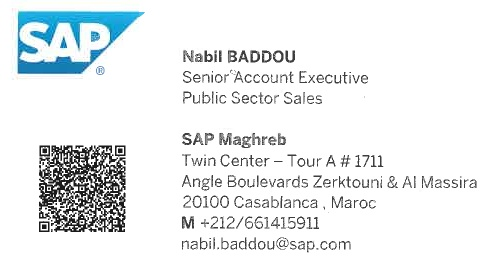 SAP ®
Nabil BADDOU
Senior Account Executive
Public Sector Sales
SAP Maghreb
Twin Center – Tour A # 1711
Angle Boulevards Zerktouni & Al Massira
20100 Casablanca , Maroc
M +212/661415911
nabil.baddou@sap.com